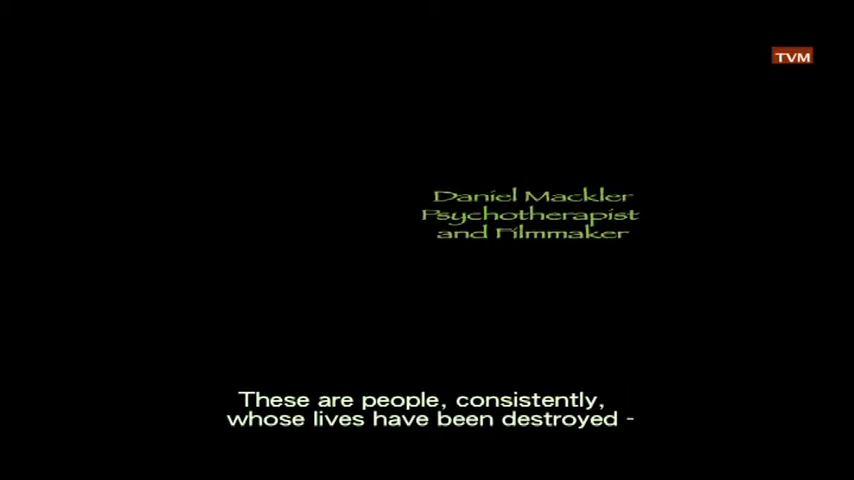 TVM
Daniel Mackler
Psychotherapist
and Filmmaker
These are people, consistently,
whose lives have been destroyed -